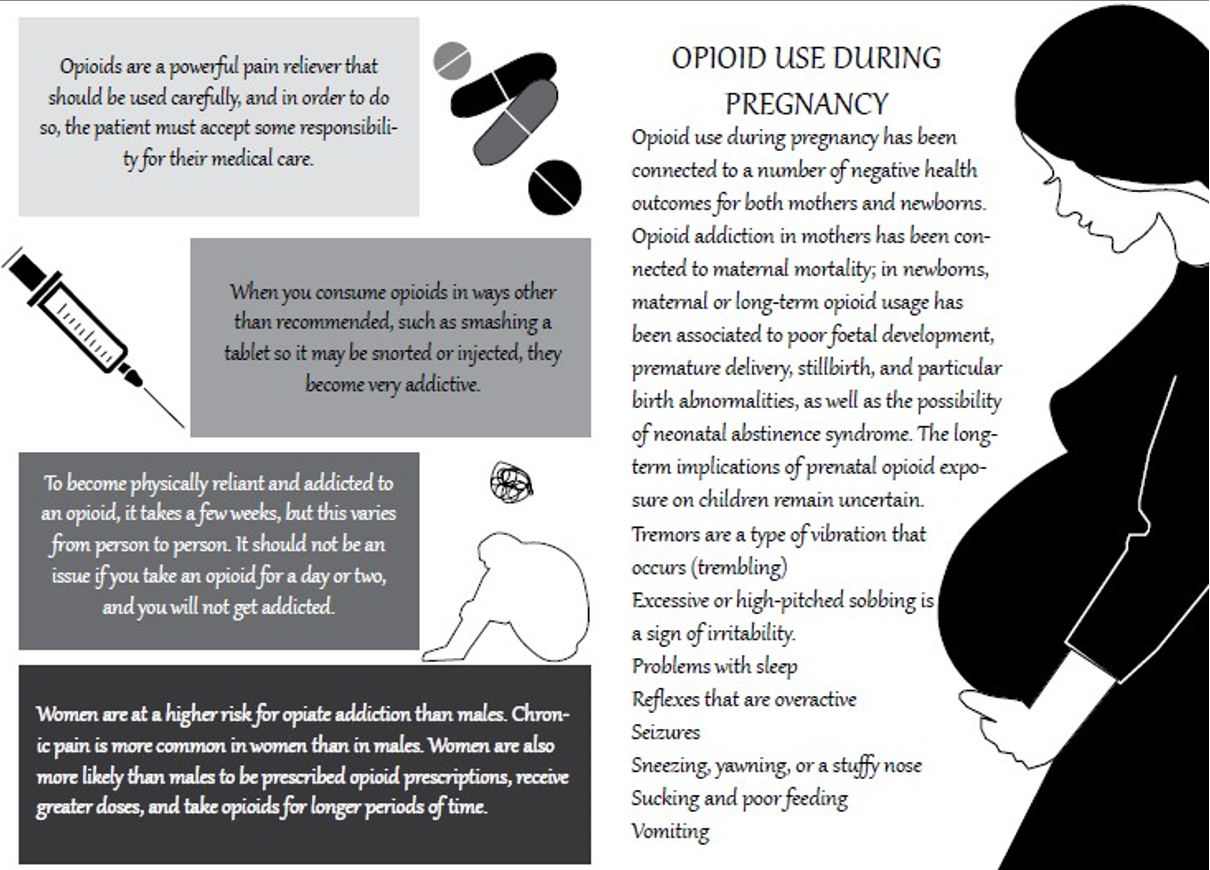 Opioids are a powerful pain reliever that
should be used carefully, and in order to do
so, the patient must accept some responsibili-
ty for their medical care.
When you consume opioids in ways other
than recommended, such as smashing a
tablet so it may be snorted or injected, they
become very addictive.
To become physically reliant and addicted to
an opioid, it takes a few weeks, but this varies
from person to person. It should not be an
issue if you take an opioid for a day or two,
and you will not get addicted.
Women are at a higher risk for opiate addiction than males. Chron-
ic pain is more common in women than in males. Women are also
more likely than males to be prescribed opioid prescriptions, receive
greater doses, and take opioids for longer periods of time.
OPIOID USE DURING
PREGNANCY
Opioid use during pregnancy has been
connected to a number of negative health
outcomes for both mothers and newborns.
Opioid addiction in mothers has been con-
nected to maternal mortality; in newborns,
maternal or long-term opioid usage has
been associated to poor foetal development,
premature delivery, stillbirth, and particular
birth abnormalities, as well as the possibility
of neonatal abstinence syndrome. The long-
term implications of prenatal opioid expo-
sure on children remain uncertain.
Tremors are a type of vibration that
occurs (trembling)
Excessive or high-pitched sobbing is
a sign of irritability.
Problems with sleep
Reflexes that are overactive
Seizures
Sneezing, yawning, or a stuffy nose
Sucking and poor feeding
Vomiting